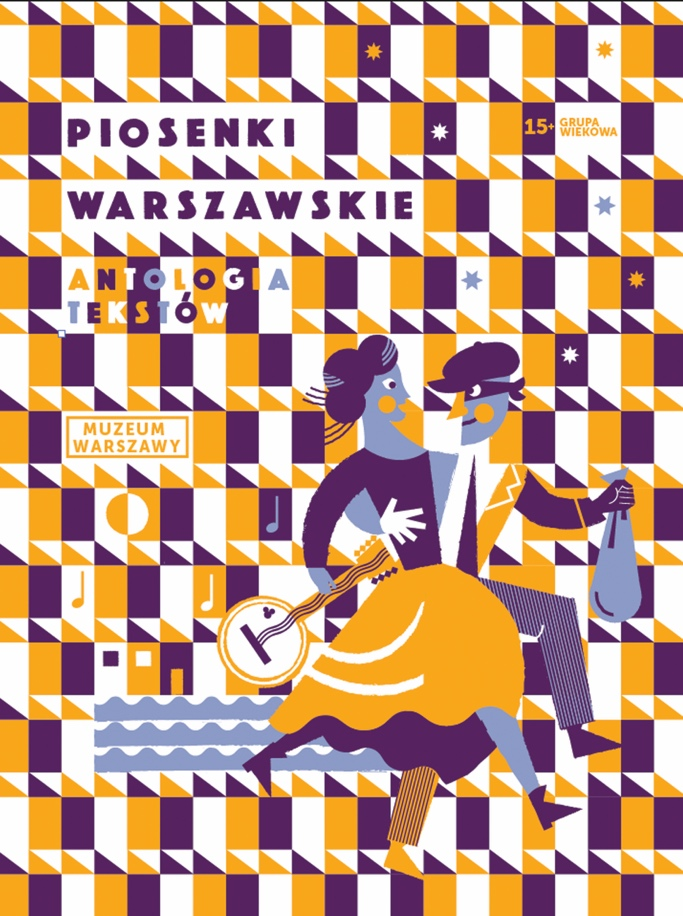 PIOSENKI
15+ GRUPA
WIEKOWA
WARSZAWSKIE
ANTOLOGIA
TEKSTÓW
MUZEUM
WARSZAWY